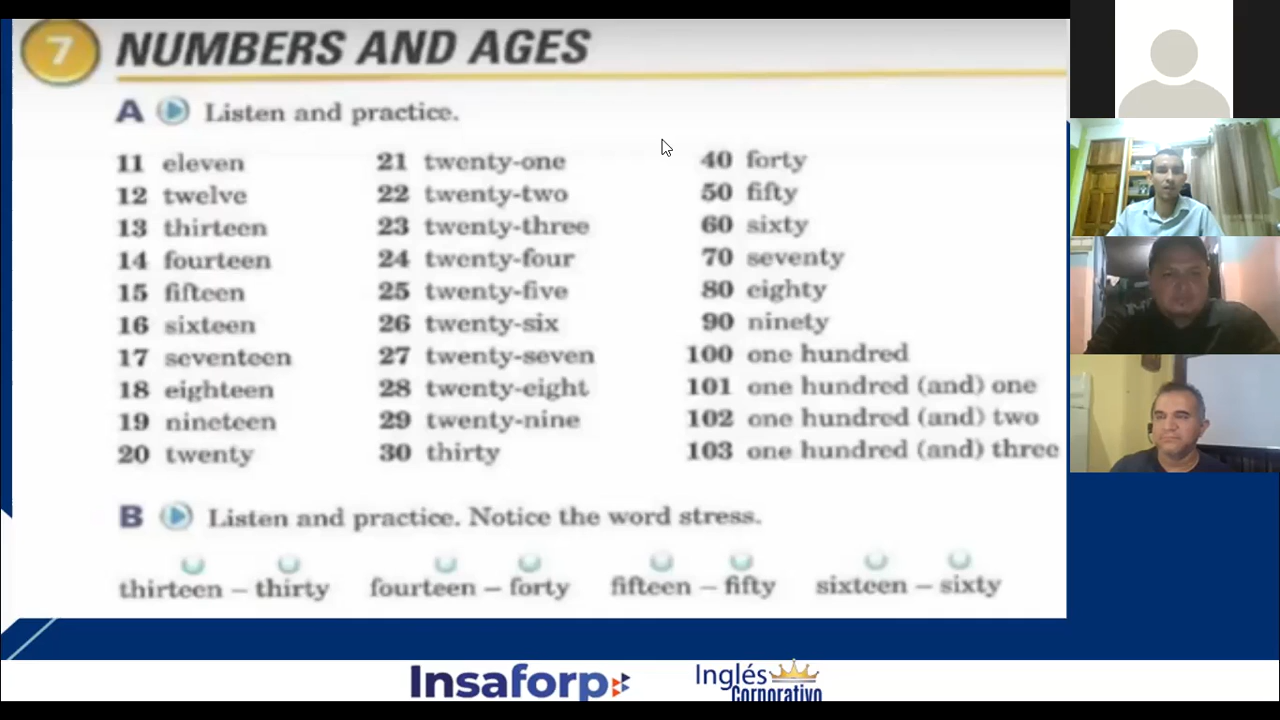 7 NUMBERS AND AGES
A Listen and practice.
11 eleven
12 twelve
13 thirteen
14 fourteen
15 fifteen
16 sixteen
17 seventeen
18 eighteen
19 nineteen
20 twenty
21 twenty-one
22 twenty-two
23 twenty-three
24 twenty-four
25 twenty-five
26 twenty-six
27 twenty-seven
28 twenty-eight
29 twenty-nine
30 thirty
40 forty
50 fifty
60 sixty
70 seventy
80 eighty
90 ninety
100 one hundred
101 one hundred (and) one
102 one hundred (and) two
103 one hundred (and) three
B Listen and practice. Notice the word stress.
thirteen – thirty fourteen – forty fifteen – fifty sixteen – sixty
Insaforp
Inglés
Corporativo